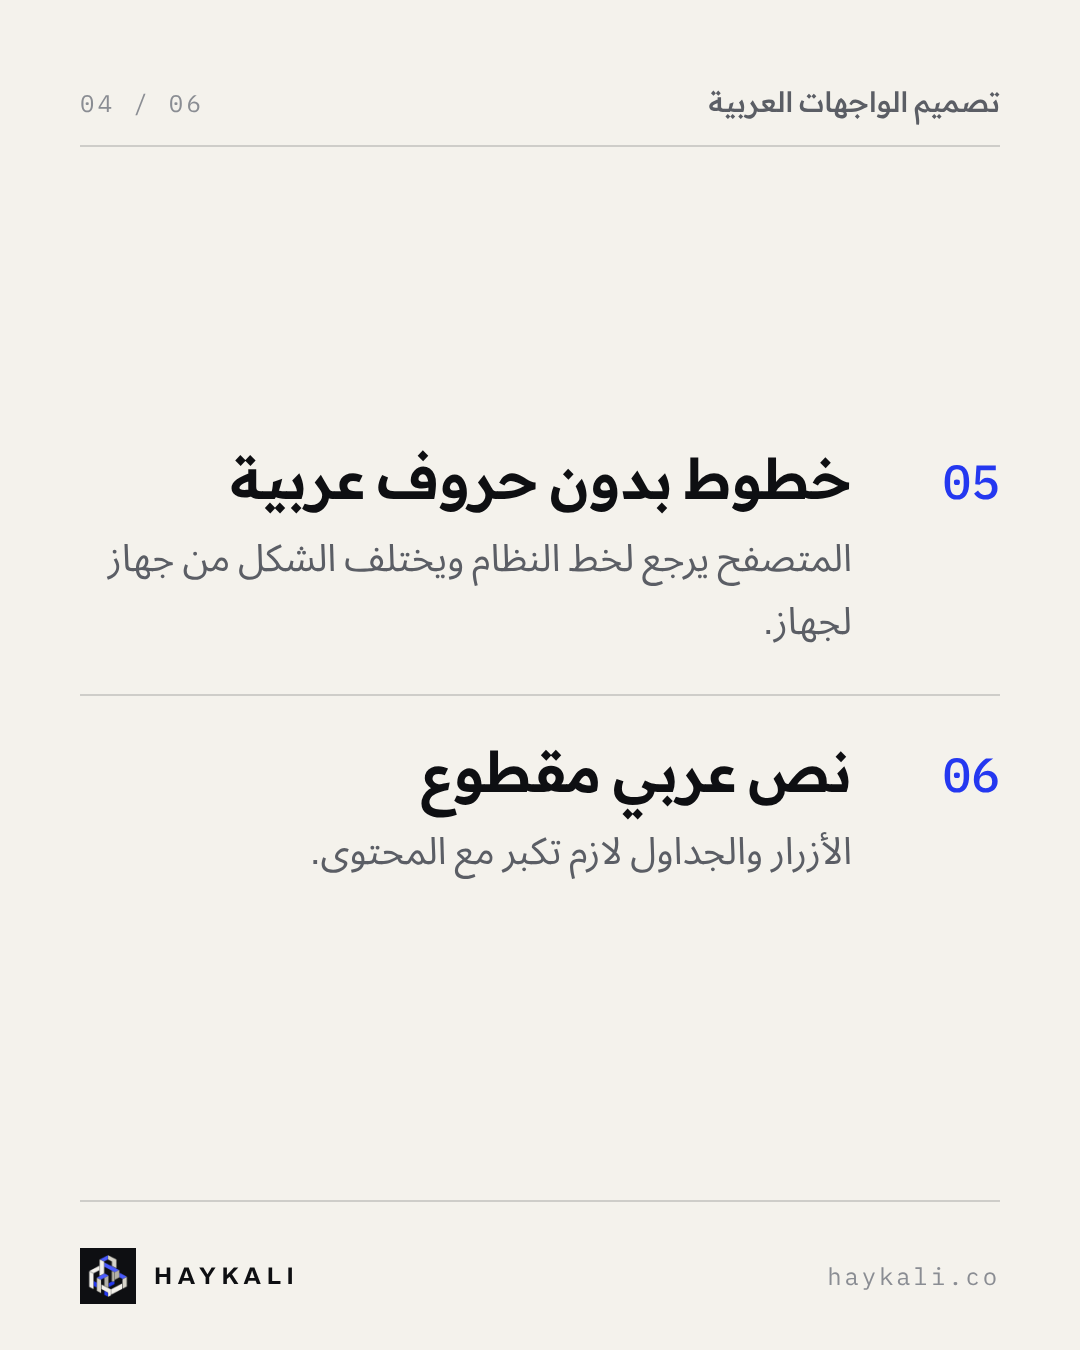 تصميم الواجهات العربية
04 / 06
05
خطوط بدون حروف عربية
المتصفح يرجع لخط النظام ويختلف الشكل من جهاز
لجهاز.
06
نص عربي مقطوع
الأزرار والجداول لازم تكبر مع المحتوى.
HAYKALI
haykali.co